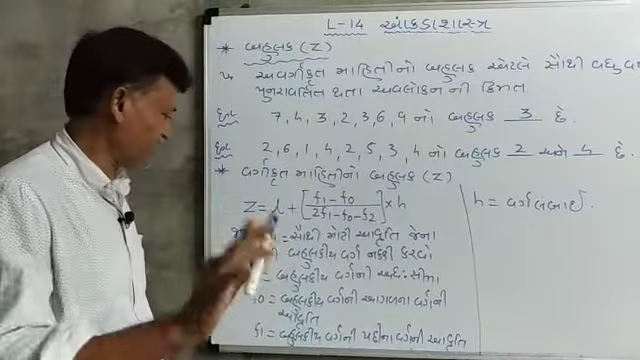 L-14 આંકડાશાસ્ત્ર
* બહુલક (Z)
↳ અવર્ગીકૃત માહિતીનો બહુલક એટલે સૌથી વધુ વ
પુનરાવર્તિત થતા અવલોકન ની કિંમત
7, 4, 3, 2, 3, 6, 9 નો બહુલક 3 છે.
2, 6, 1, 4, 2, 5, 3, 4 નો બહુલક 2 અને 4 છે.
* વર્ગીકૃત માહિતીનો બહુલક (Z)
Z = l + [f1 - f0 / 2f1 - f0 - f2] × h
h = વર્ગલંબાઈ.
= સૌથી મોટી આવૃત્તિ જેના
બહુલકીય વર્ગ નક્કી કરવો
= બહુલકીય વર્ગની અધ: સીમા
f0 = બહુલકીય વર્ગની આગળના વર્ગની
આવૃત્તિ
= બહુલકીય વર્ગની પછીના વર્ગની આવૃત્તિ